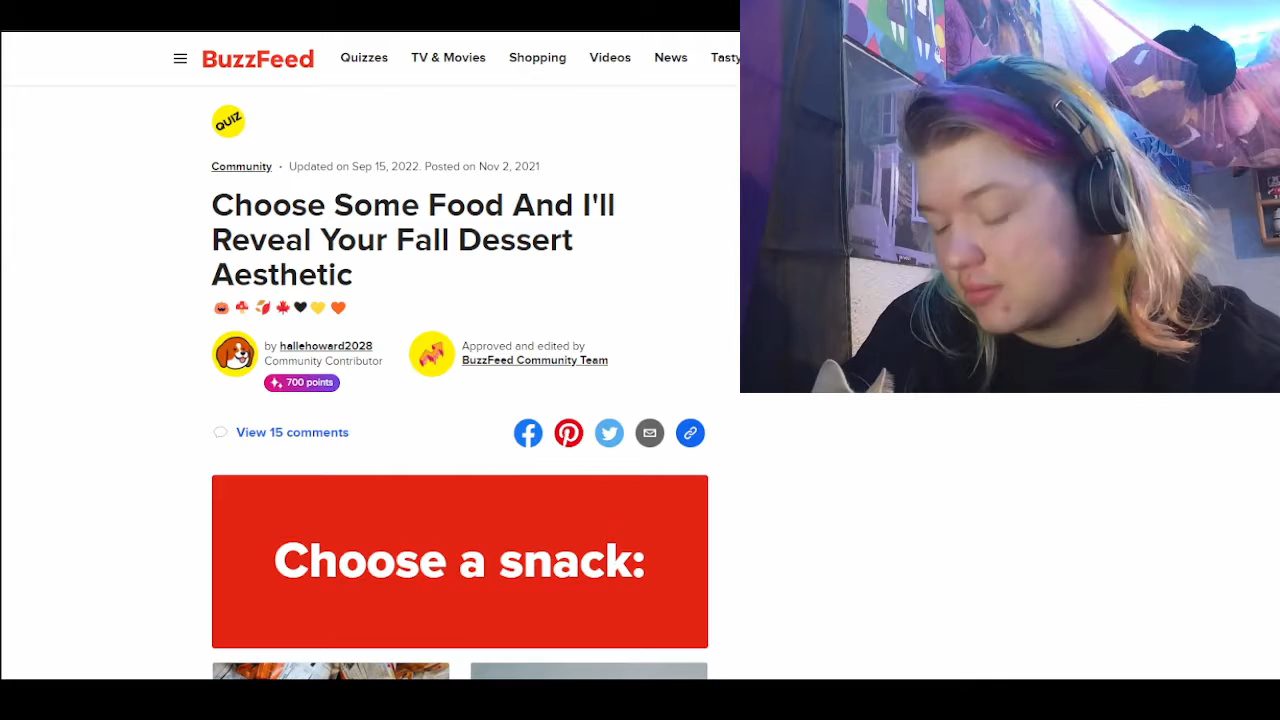 BuzzFeed Quizzes TV & Movies Shopping Videos News Tasty
QUIZ
Community · Updated on Sep 15, 2022. Posted on Nov 2, 2021
Choose Some Food And I'll
Reveal Your Fall Dessert
Aesthetic
by hallehoward2028
Community Contributor
700 points
Approved and edited by
BuzzFeed Community Team
View 15 comments
Choose a snack: